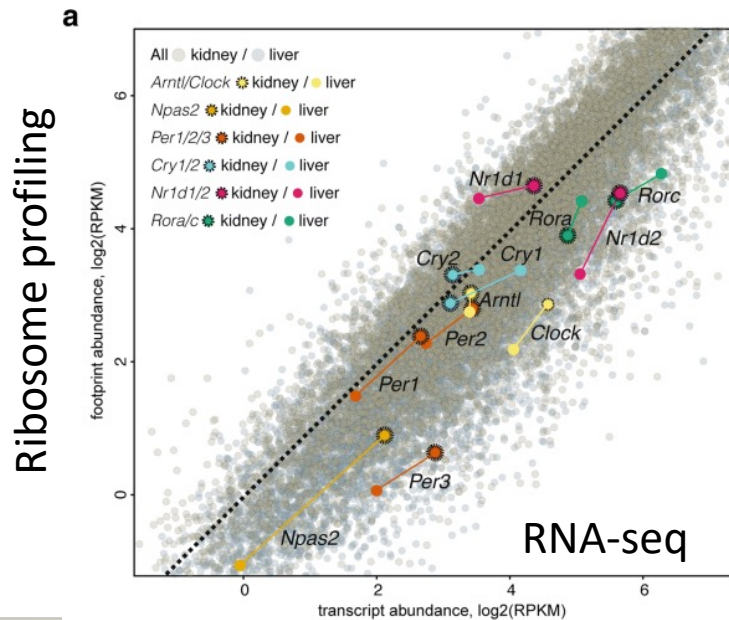 a
Ribosome profiling
footprint abundance, log2(RPKM)
6
4
2
0
All kidney / liver
Arntl/Clock kidney / liver
Npas2 kidney / liver
Per1/2/3 kidney / liver
Cry1/2 kidney / liver
Nr1d1/2 kidney / liver
Rora/c kidney / liver
Nr1d1
Rorc
Rora
Nr1d2
Cry2
Cry1
Arntl
Clock
Per2
Per1
Per3
Npas2
RNA-seq
0 2 4 6
transcript abundance, log2(RPKM)